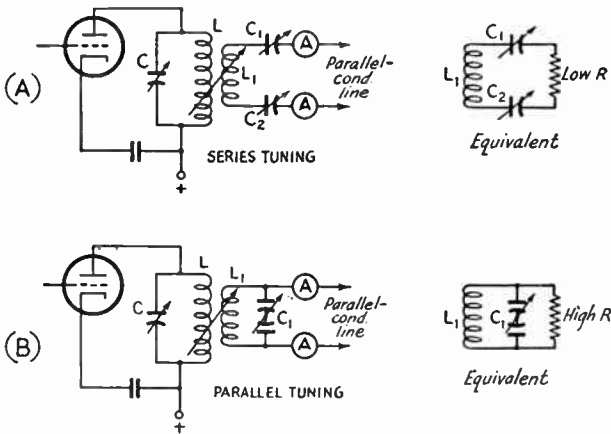 (A)
C
L
L1
C1
A
Parallel-
cond.
line
C2
A
+
SERIES TUNING
L1
C1
C2
Low R
Equivalent
(B)
C
L
L1
C1
A
Parallel-
cond.
line
A
+
PARALLEL TUNING
L1
C1
High R
Equivalent